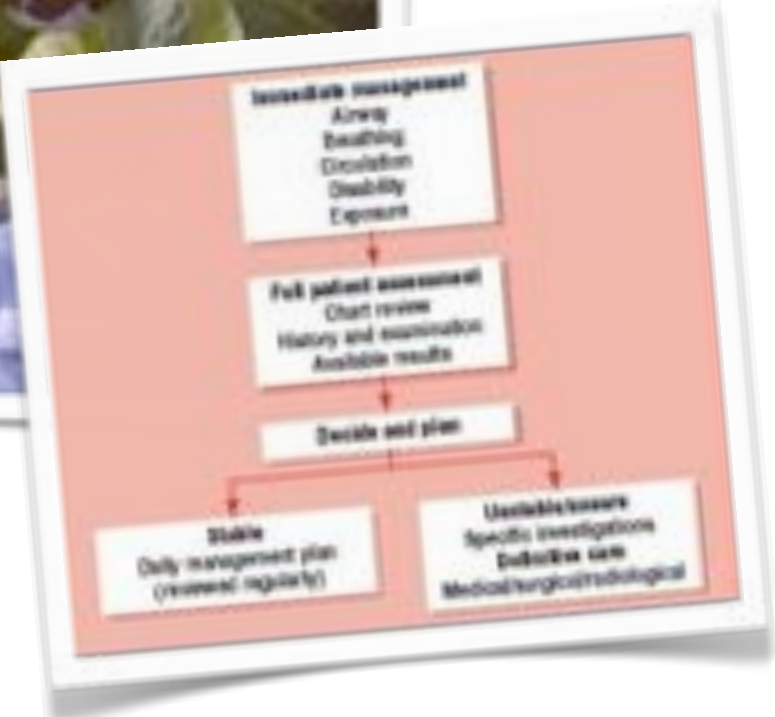 Immediate management
Airway
Breathing
Circulation
Disability
Exposure
Full patient assessment
Chart review
History and examination
Available results
Decide and plan
Stable
Daily management plan
(reviewed regularly)
Unstable/unsure
Specific investigations
Definitive care
Medical/surgical/radiological